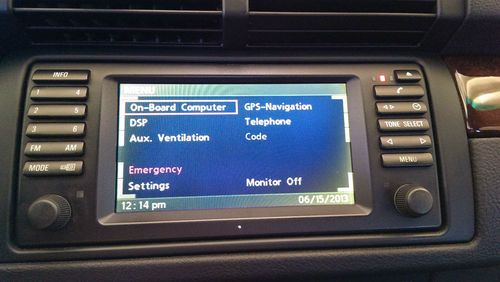 INFO
1 4
2 5
3 6
FM AM
MODE
MENU
On-Board Computer GPS-Navigation
DSP Telephone
Aux. Ventilation Code
Emergency
Settings Monitor Off
12:14 pm 06/15/2013
TONE SELECT
MENU